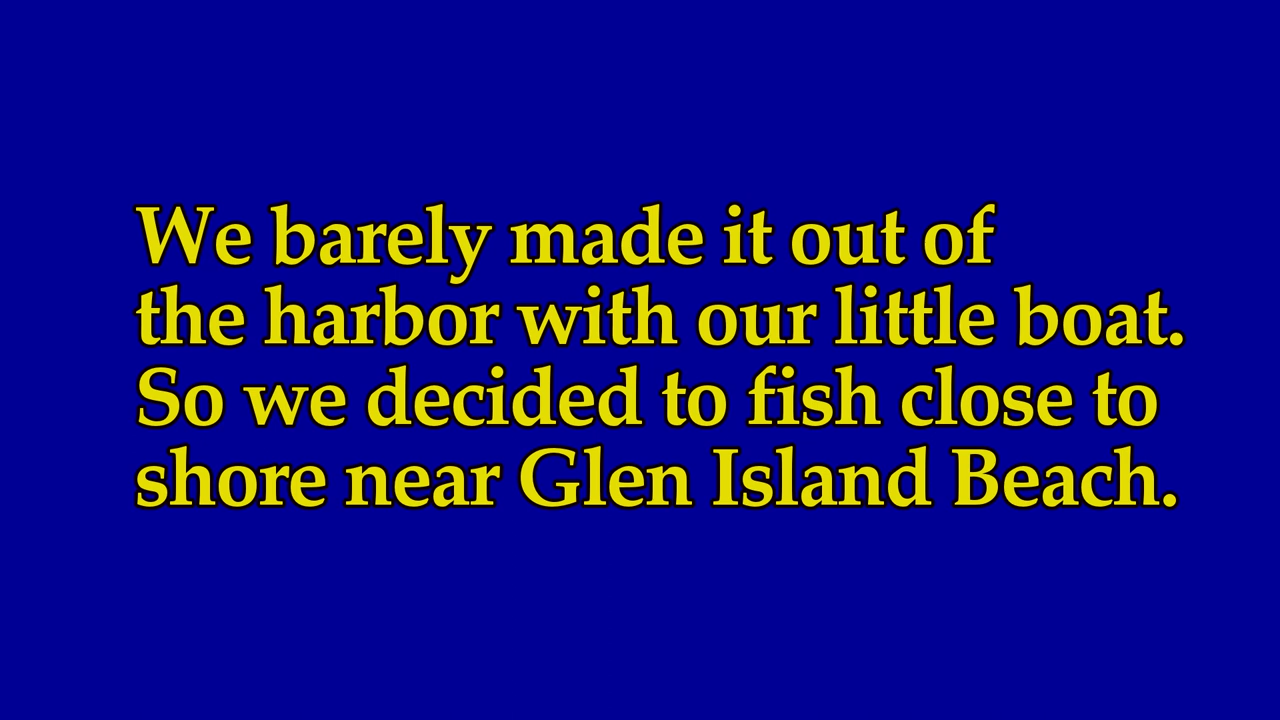 We barely made it out of
the harbor with our little boat.
So we decided to fish close to
shore near Glen Island Beach.